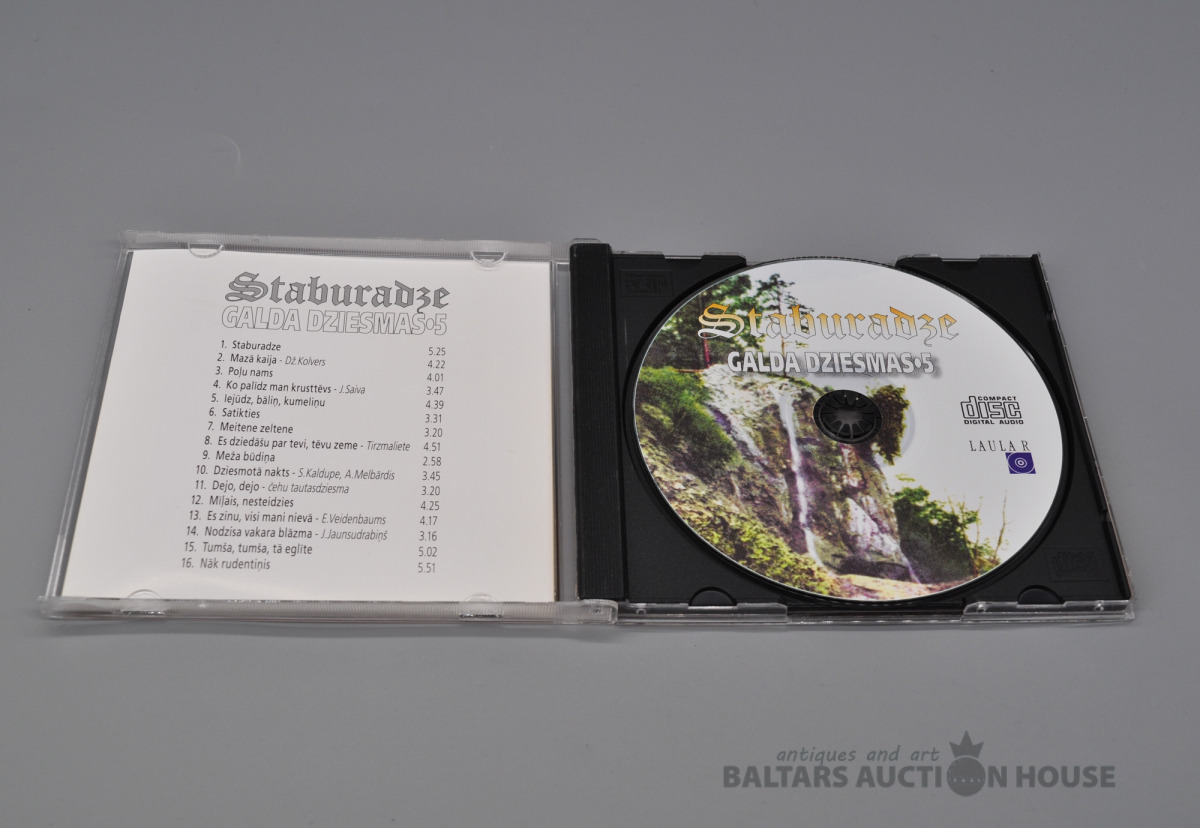 Staburadze
GALDA DZIESMAS•5
1. Staburadze 5.25
2. Mazā kaija - Dž.Kolvers 4.22
3. Poļu nams 4.01
4. Ko palīdz man krusttēvs - J.Saiva 3.47
5. Iejūdz, bāliņ, kumeliņu 4.39
6. Satikties 3.31
7. Meitene zeltene 3.20
8. Es dziedāšu par tevi, tēvu zeme - Tirzmaliete 4.51
9. Meža būdiņa 2.58
10. Dziesmotā nakts - S.Kaldupe, A.Melbārdis 3.45
11. Dejo, dejo - čehu tautasdziesma 3.20
12. Mīļais, nesteidzies 4.25
13. Es zinu, visi mani nievā - E.Veidenbaums 4.17
14. Nodzisa vakara blāzma - J.Jaunsudrabiņš 3.16
15. Tumša, tumša, tā eglīte 5.02
16. Nāk rudentiņis 5.51
Staburadze
GALDA DZIESMAS•5
COMPACT
disc
DIGITAL AUDIO
LAULA R
antiques and art
BALTARS AUCTION HOUSE